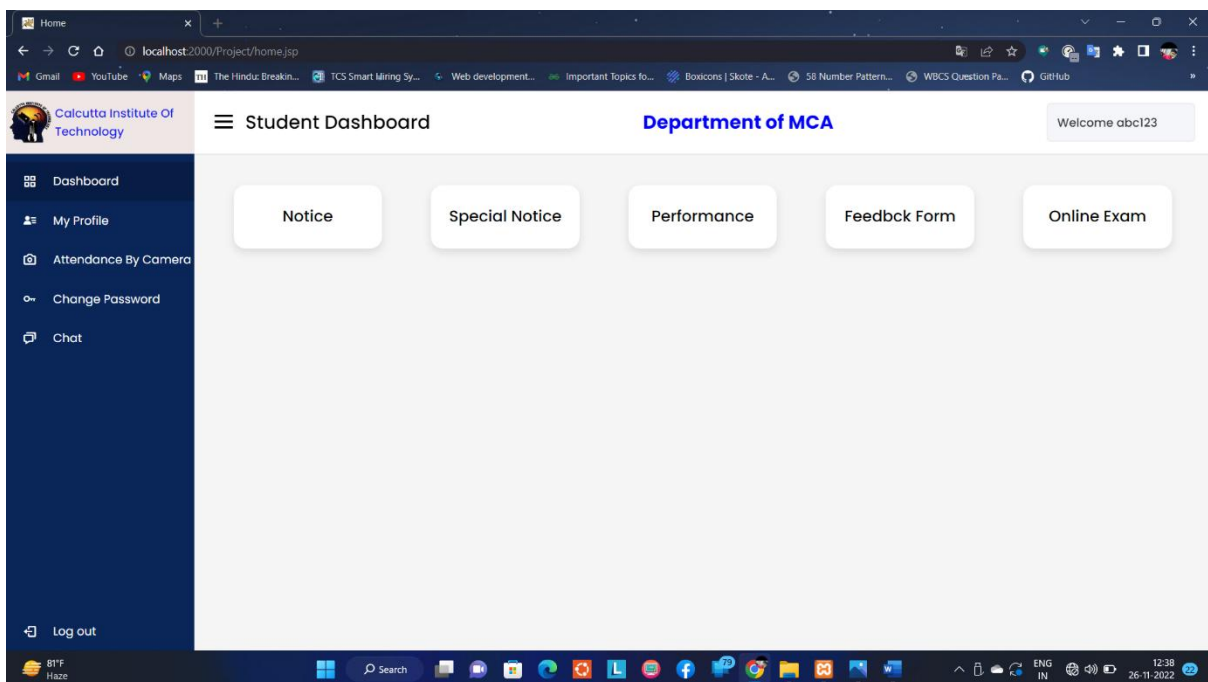 Home
localhost:2000/Project/home.jsp
Gmail YouTube Maps The Hindu: Breakin... TCS Smart Hiring Sy... Web development... Important Topics fo... Boxicons | Skote - A... 58 Number Pattern... WBCS Question Pa... GitHub »
Calcutta Institute Of
Technology
Student Dashboard Department of MCA Welcome abc123
Dashboard
My Profile
Attendance By Camera
Change Password
Chat
Notice Special Notice Performance Feedbck Form Online Exam
Log out
81°F
Haze
Search
79
ENG
IN
12:38
26-11-2022
22